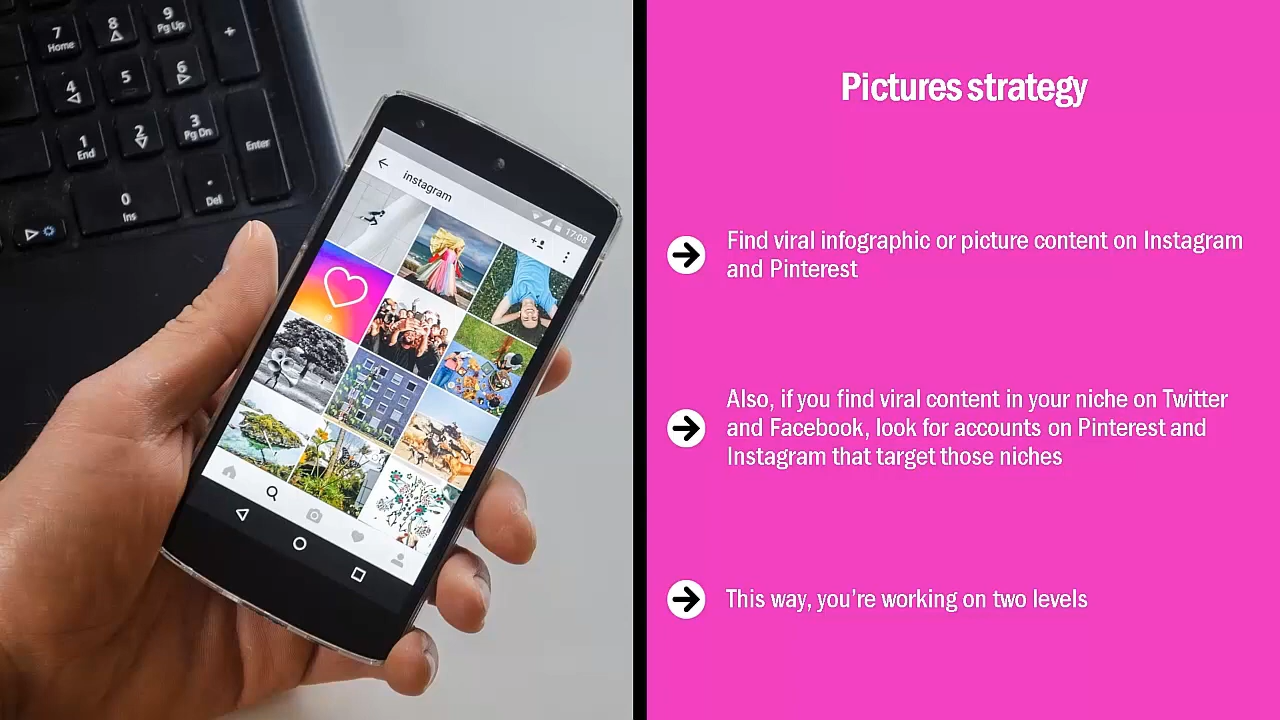 7
Home
8
9
Pg Up
+
4
5
6
1
End
2
3
Pg Dn
Enter
0
Ins
.
Del
instagram
17:08
Pictures strategy
Find viral infographic or picture content on Instagram
and Pinterest
Also, if you find viral content in your niche on Twitter
and Facebook, look for accounts on Pinterest and
Instagram that target those niches
This way, you're working on two levels